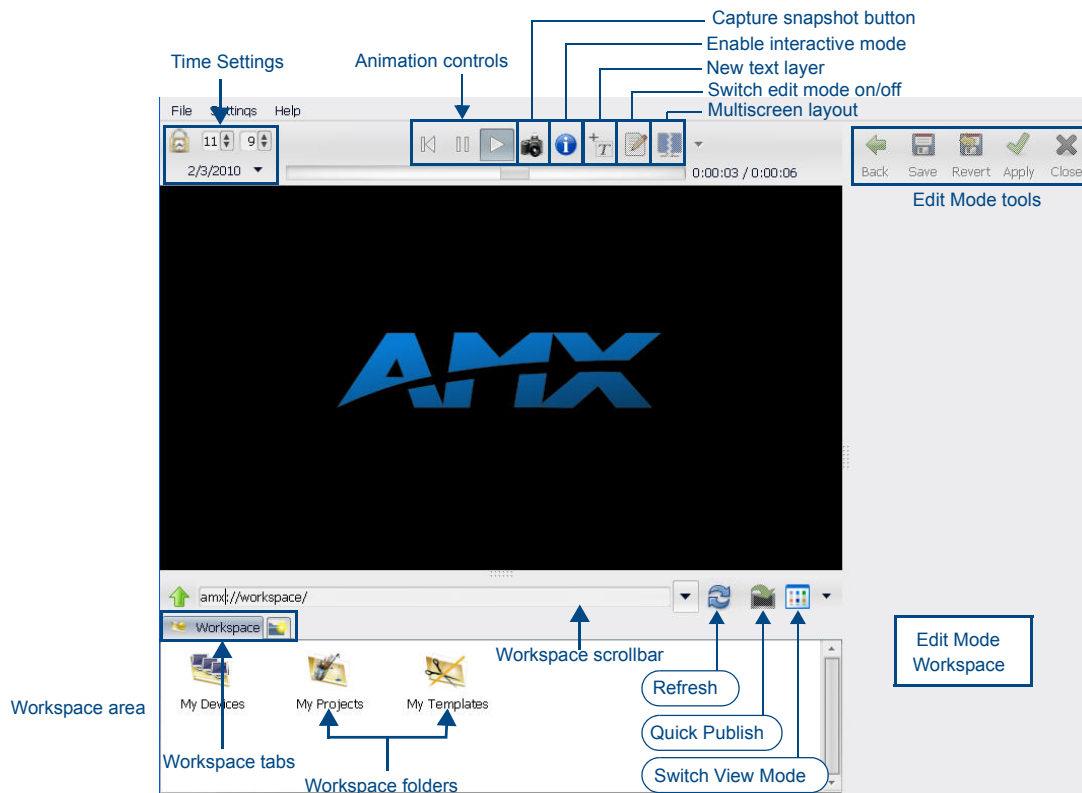 Capture snapshot button
Enable interactive mode
Time Settings
Animation controls
New text layer
Switch edit mode on/off
Multiscreen layout
File Settings Help
11 9
2/3/2010
0:00:03 / 0:00:06
Back Save Revert Apply Close
Edit Mode tools
AMX
amx://workspace/
Workspace
Workspace scrollbar
Edit Mode
Workspace
My Devices My Projects My Templates
Refresh
Workspace area
Quick Publish
Workspace tabs
Switch View Mode
Workspace folders